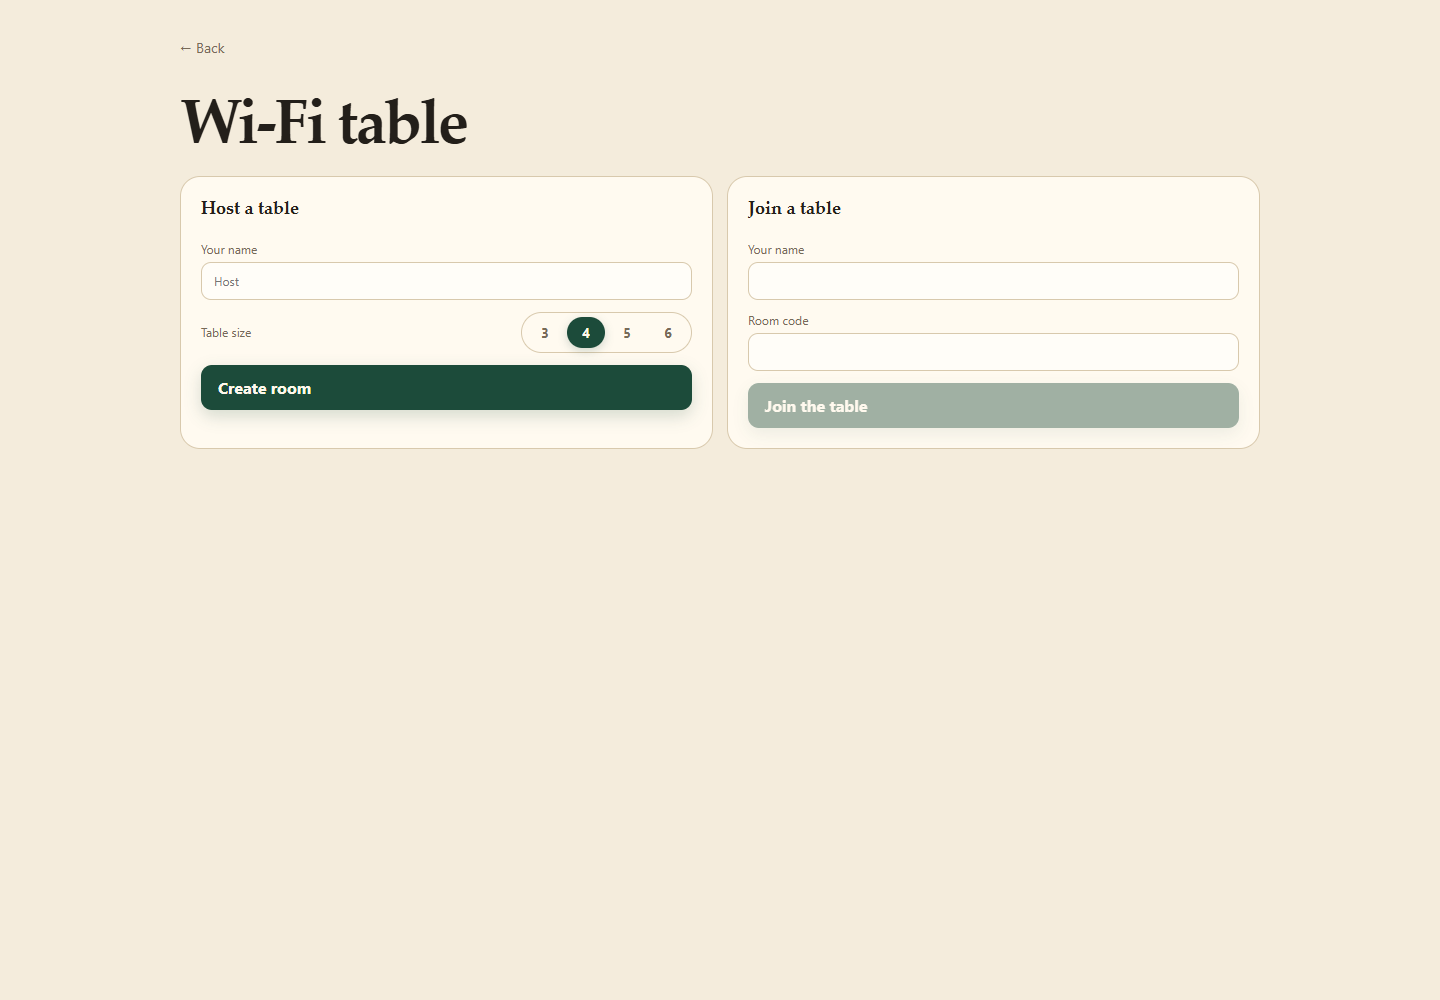 ← Back
Wi-Fi table
Host a table
Your name
Host
Table size
3 4 5 6
Create room
Join a table
Your name
Room code
Join the table